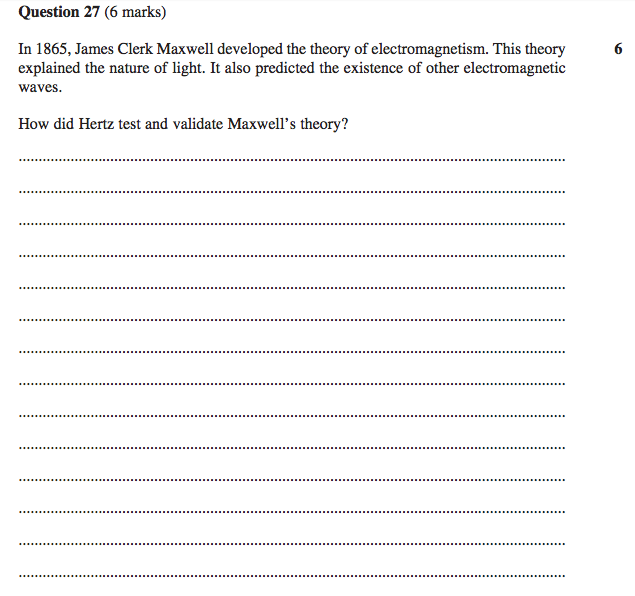 Question 27 (6 marks)
In 1865, James Clerk Maxwell developed the theory of electromagnetism. This theory 6
explained the nature of light. It also predicted the existence of other electromagnetic
waves.
How did Hertz test and validate Maxwell’s theory?